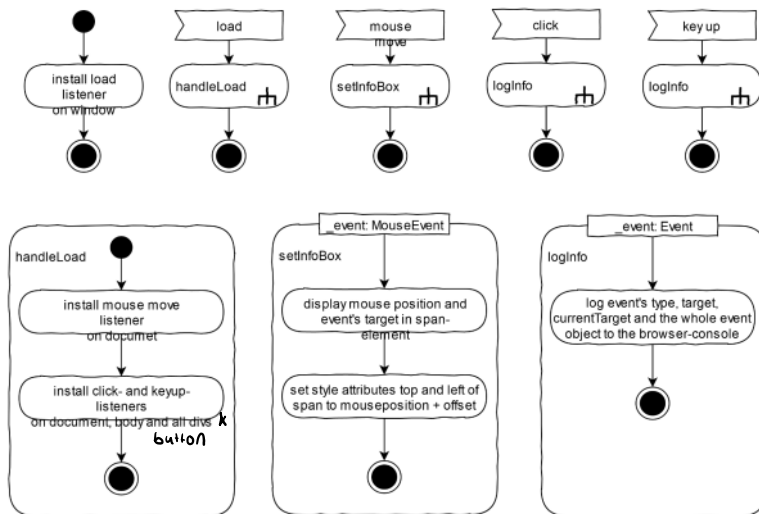 install load
listener
on window
load
handleLoad
mouse
move
setInfoBox
click
logInfo
key up
logInfo
handleLoad
install mouse move
listener
on documet
install click- and keyup-
listeners
on document, body and all divs x
button
_event: MouseEvent
setInfoBox
display mouse position and
event's target in span-
element
set style attributes top and left of
span to mouseposition + offset
_event: Event
logInfo
log event's type, target,
currentTarget and the whole event
object to the browser-console